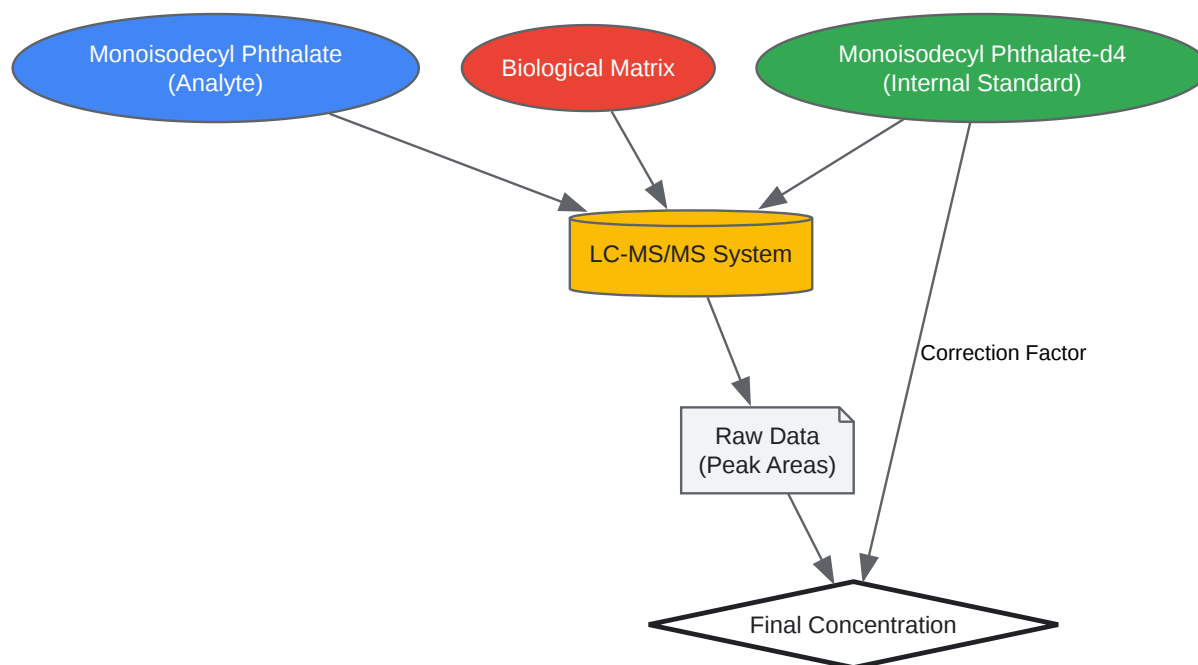 Monoisodecyl Phthalate
(Analyte)
Biological Matrix
Monoisodecyl Phthalate-d4
(Internal Standard)
LC-MS/MS System
Correction Factor
Raw Data
(Peak Areas)
Final Concentration